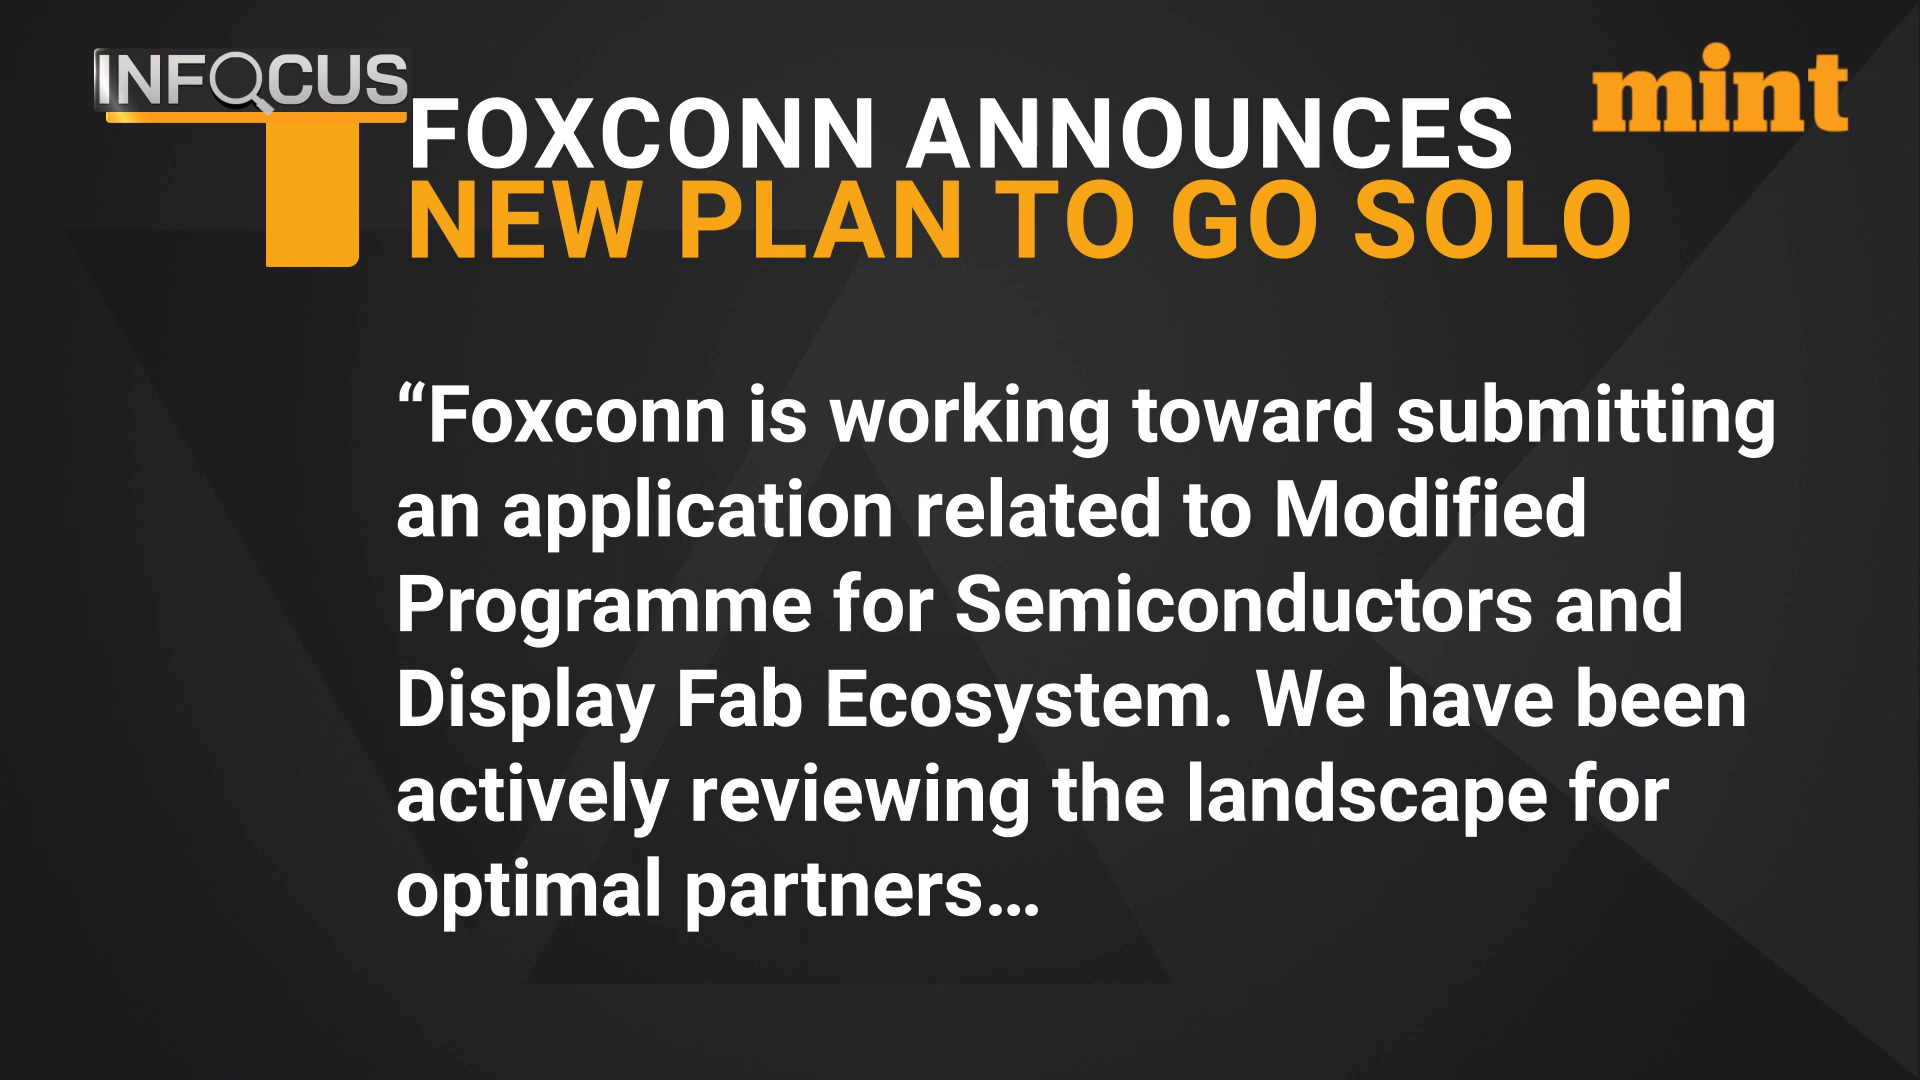 INFOCUS
mint
FOXCONN ANNOUNCES
NEW PLAN TO GO SOLO
“Foxconn is working toward submitting
an application related to Modified
Programme for Semiconductors and
Display Fab Ecosystem. We have been
actively reviewing the landscape for
optimal partners...